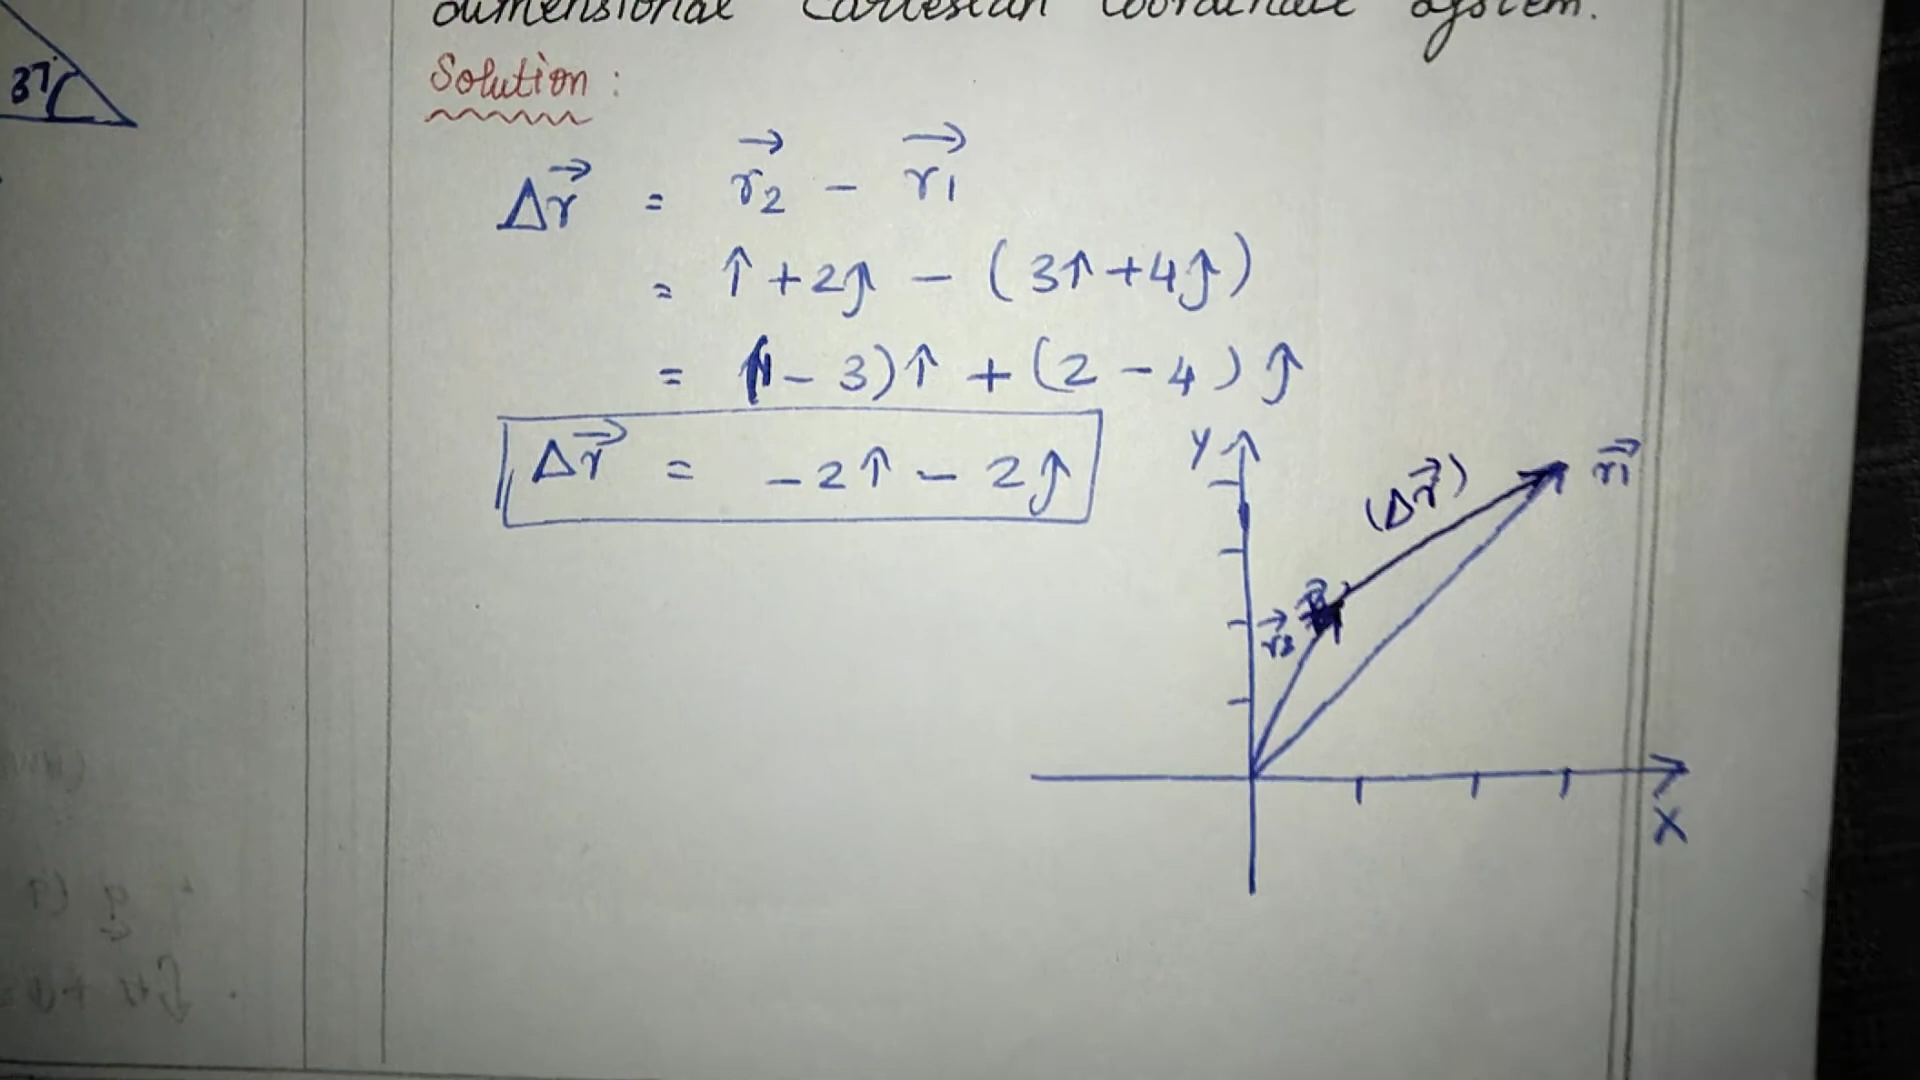 37
dimensional Cartesian Coordinate System.
Solution :
Δr⃗ = r⃗2 - r⃗1
= î + 2ĵ - (3î + 4ĵ)
= (1 - 3)î + (2 - 4)ĵ
Δr⃗ = -2î - 2ĵ
y
(Δr⃗)
r⃗1
r⃗2
X